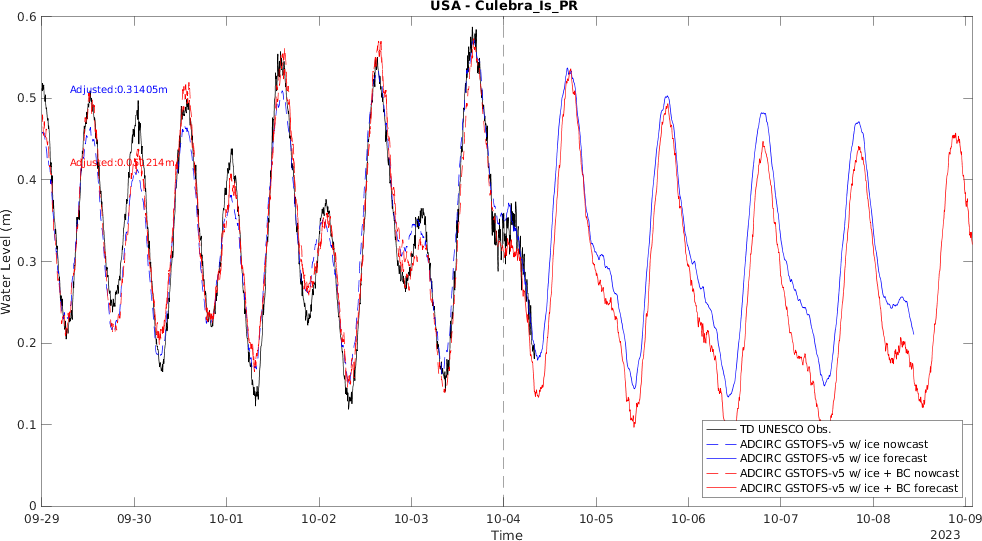 USA - Culebra_Is_PR
0.6
0.5
0.4
0.3
0.2
0.1
0
Water Level (m)
Adjusted:0.31405m
TD UNESCO Obs.
ADCIRC GSTOFS-v5 w/ ice nowcast
ADCIRC GSTOFS-v5 w/ ice forecast
ADCIRC GSTOFS-v5 w/ ice + BC nowcast
ADCIRC GSTOFS-v5 w/ ice + BC forecast
09-29 09-30 10-01 10-02 10-03 10-04 10-05 10-06 10-07 10-08 10-09
Time
2023